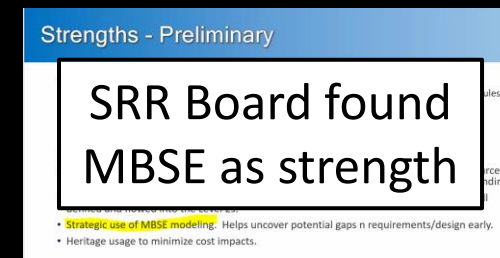 Strengths - Preliminary
SRR Board found
MBSE as strength
• Strategic use of MBSE modeling. Helps uncover potential gaps n requirements/design early.
• Heritage usage to minimize cost impacts.